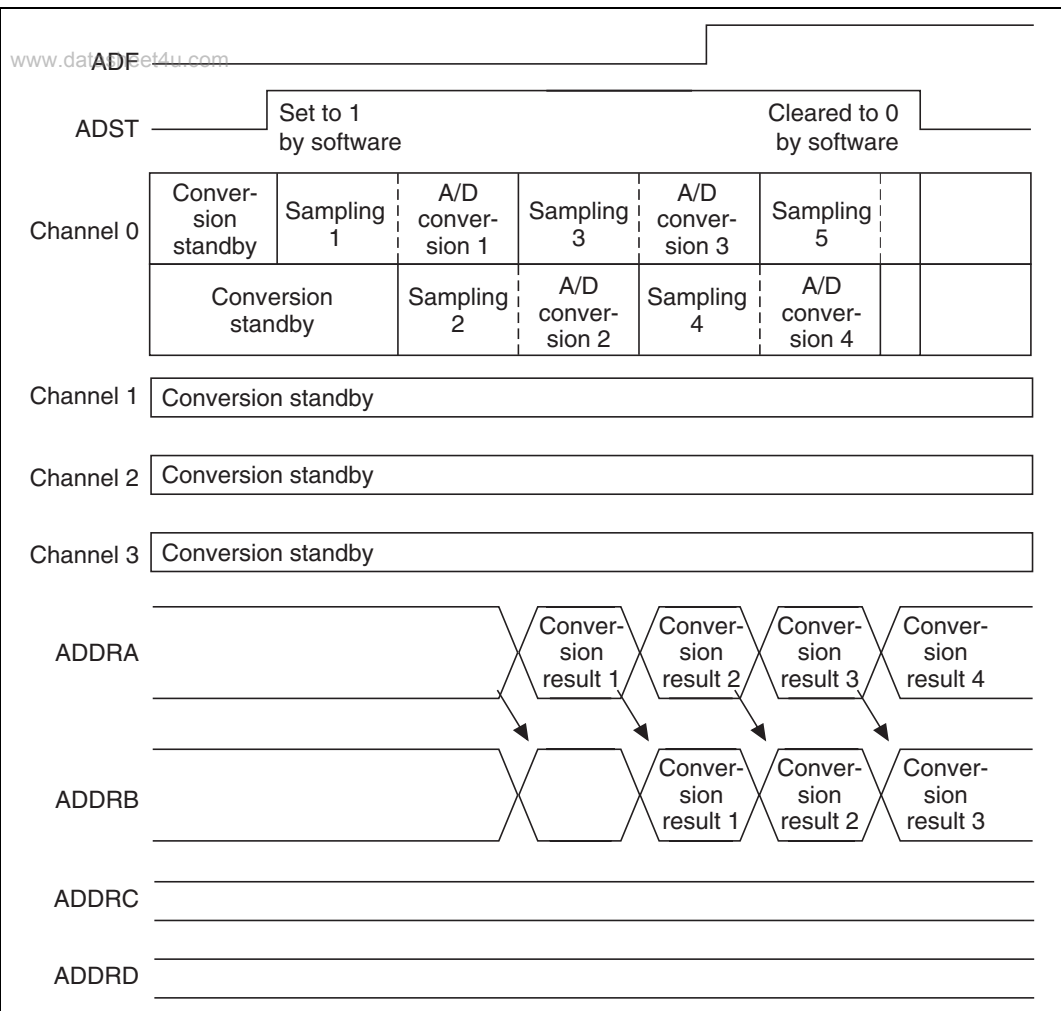 www.datasheet4u.com
ADF
ADST
Set to 1
by software
Cleared to 0
by software
Channel 0
Conver-
sion
standby
Sampling
1
A/D
conver-
sion 1
Sampling
3
A/D
conver-
sion 3
Sampling
5
Conversion
standby
Sampling
2
A/D
conver-
sion 2
Sampling
4
A/D
conver-
sion 4
Channel 1
Conversion standby
Channel 2
Conversion standby
Channel 3
Conversion standby
ADDRA
Conver-
sion
result 1
Conver-
sion
result 2
Conver-
sion
result 3
Conver-
sion
result 4
ADDRB
Conver-
sion
result 1
Conver-
sion
result 2
Conver-
sion
result 3
ADDRC
ADDRD